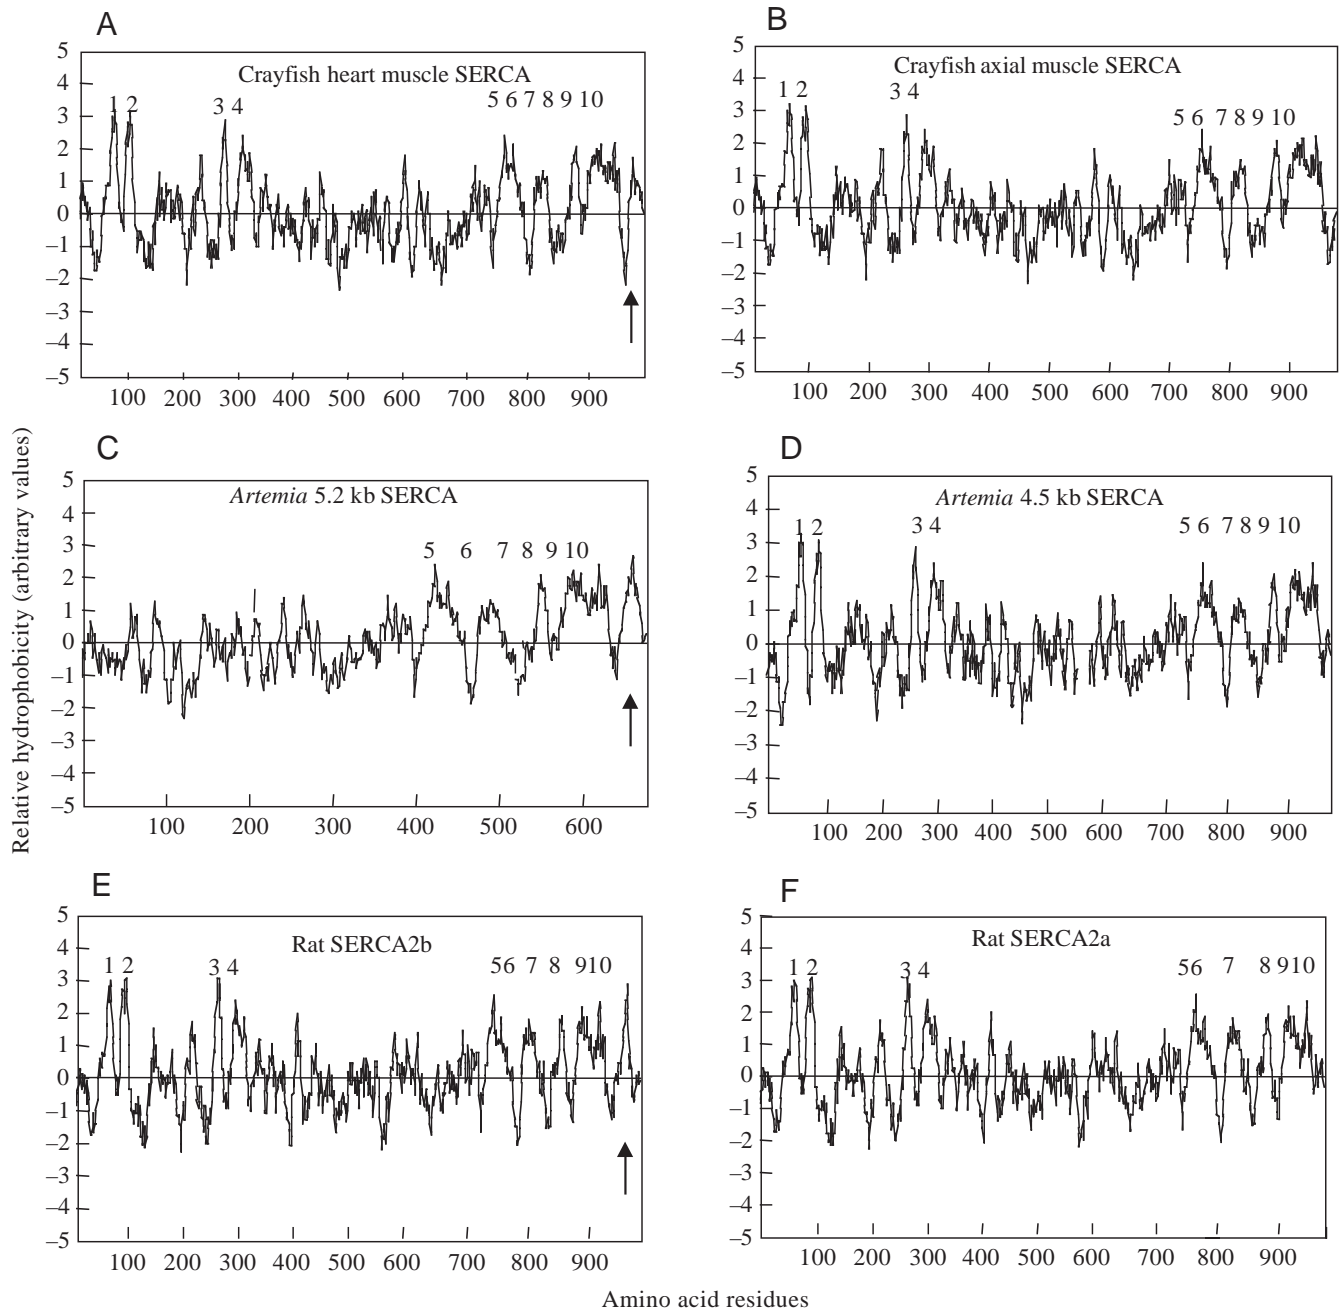 A
Crayfish heart muscle SERCA
1 2 3 4 5 6 7 8 9 10
5
4
3
2
1
0
–1
–2
–3
–4
–5
100 200 300 400 500 600 700 800 900
B
Crayfish axial muscle SERCA
1 2 3 4 5 6 7 8 9 10
5
4
3
2
1
0
–1
–2
–3
–4
–5
100 200 300 400 500 600 700 800 900
Relative hydrophobicity (arbitrary values)
C
Artemia 5.2 kb SERCA
5 6 7 8 9 10
5
4
3
2
1
0
–1
–2
–3
–4
–5
100 200 300 400 500 600
D
Artemia 4.5 kb SERCA
1 2 3 4 5 6 7 8 9 10
5
4
3
2
1
0
–1
–2
–3
–4
–5
100 200 300 400 500 600 700 800 900
E
Rat SERCA2b
1 2 3 4 56 7 8 910
5
4
3
2
1
0
–1
–2
–3
–4
–5
100 200 300 400 500 600 700 800 900
F
Rat SERCA2a
1 2 3 4 56 7 8 910
5
4
3
2
1
0
–1
–2
–3
–4
–5
100 200 300 400 500 600 700 800 900
Amino acid residues